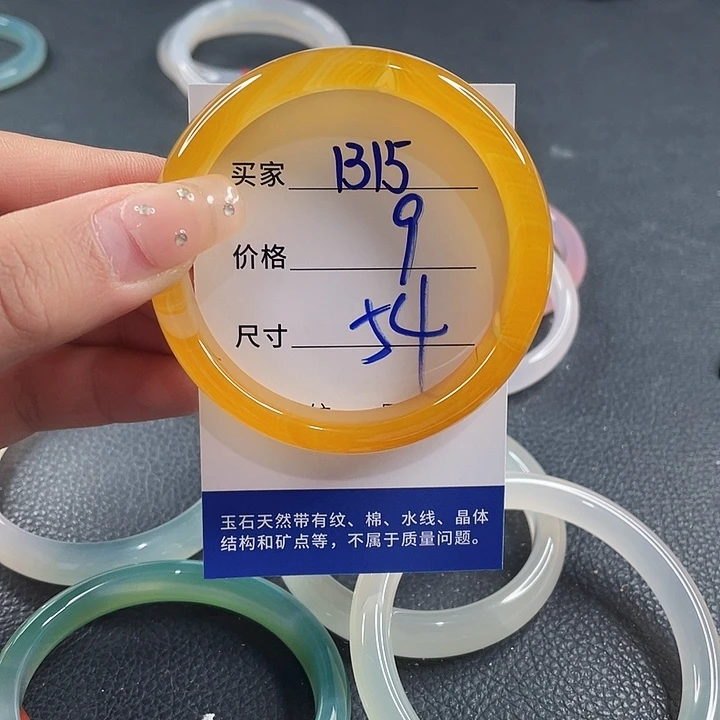 买家 1315
价格 9
尺寸 54
玉石天然带有纹、棉、水线、晶体
结构和矿点等，不属于质量问题。